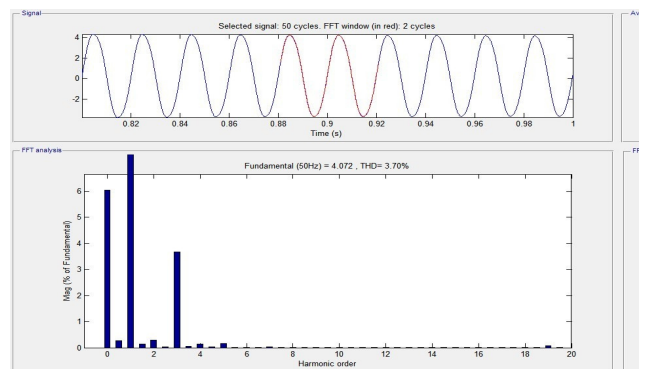 Signal
Av
Selected signal: 50 cycles. FFT window (in red): 2 cycles
4
2
0
-2
0.82 0.84 0.86 0.88 0.9 0.92 0.94 0.96 0.98 1
Time (s)
FFT analysis
FF
Fundamental (50Hz) = 4.072 , THD= 3.70%
Mag (% of Fundamental)
6
5
4
3
2
1
0
0 2 4 6 8 10 12 14 16 18 20
Harmonic order